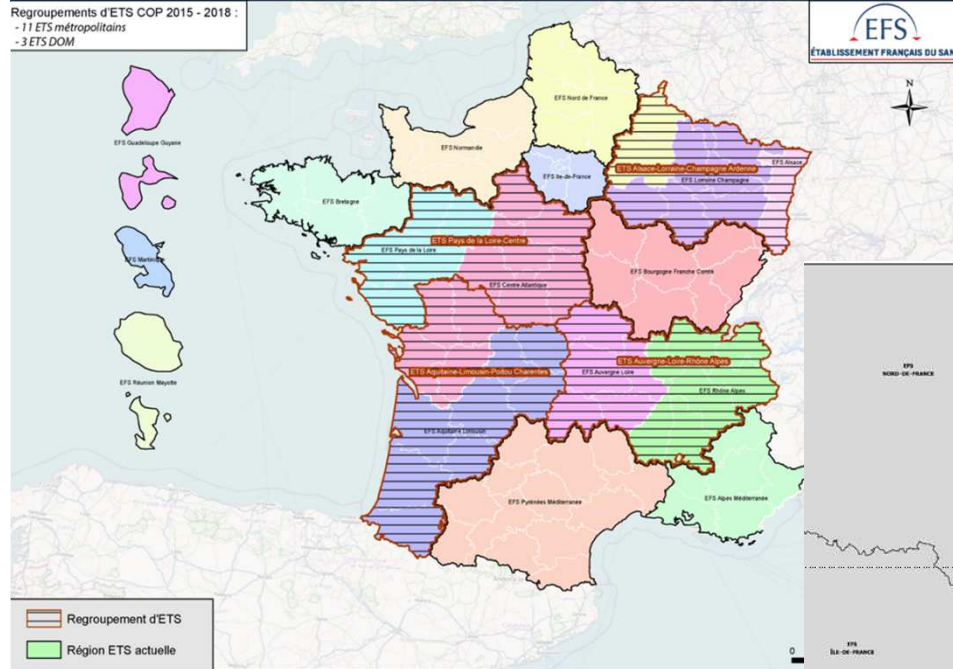 Regroupements d'ETS COP 2015 - 2018 :
- 11 ETS métropolitains
- 3 ETS DOM
EFS
ÉTABLISSEMENT FRANÇAIS DU SAN
N
EFS Guadeloupe Guyane
EFS Martinique
EFS Réunion Mayotte
EFS Nord de France
EFS Normandie
EFS Ile-de-France
EFS Alsace
ETS Alsace-Lorraine-Champagne Ardenne
EFS Lorraine Champagne
EFS Bretagne
ETS Pays de la Loire-Centre
EFS Pays de la Loire
EFS Bourgogne Franche Comté
EFS Centre Atlantique
ETS Auvergne-Loire-Rhône Alpes
ETS Aquitaine-Limousin-Poitou Charentes
EFS Auvergne Loire
EFS Rhône Alpes
EFS Aquitaine Limousin
EFS Pyrénées Méditerranée
EFS Alpes Méditerranée
EFS
NORD-DE-FRANCE
EFS
ÎLE-DE-FRANCE
Regroupement d'ETS
Région ETS actuelle
0